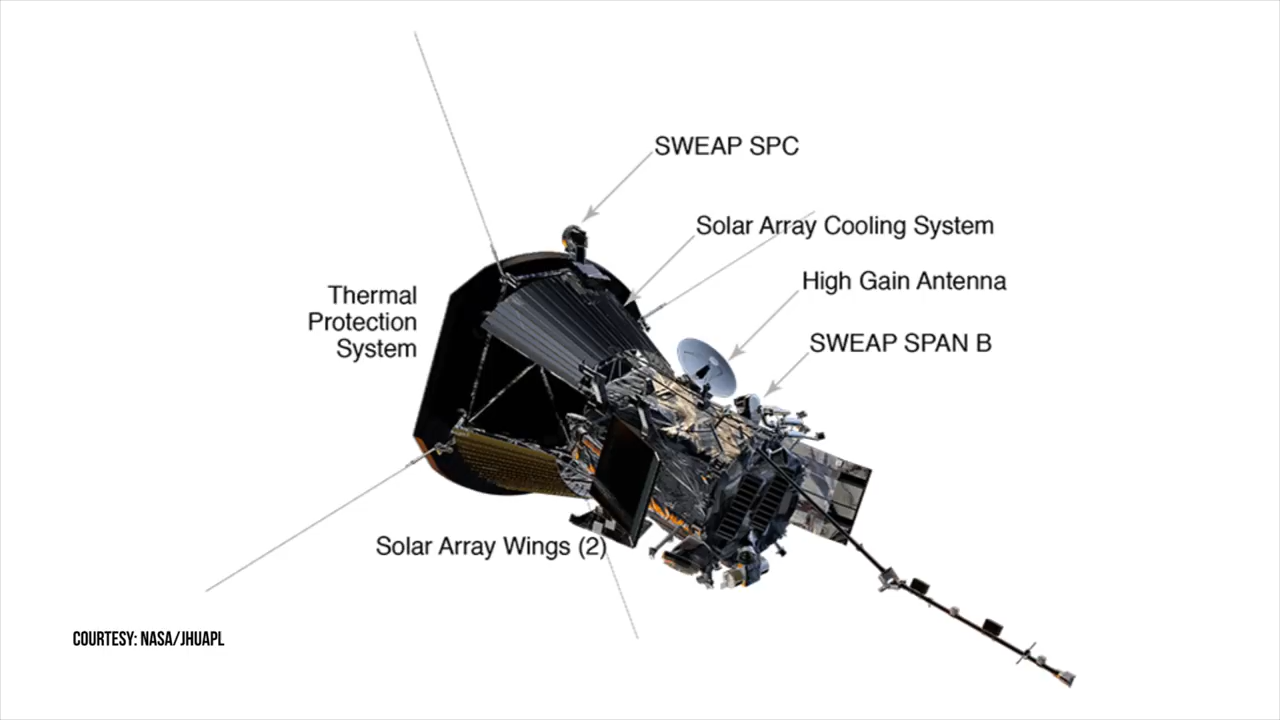 SWEAP SPC
Solar Array Cooling System
High Gain Antenna
Thermal
Protection
System
SWEAP SPAN B
Solar Array Wings (2)
COURTESY: NASA/JHUAPL